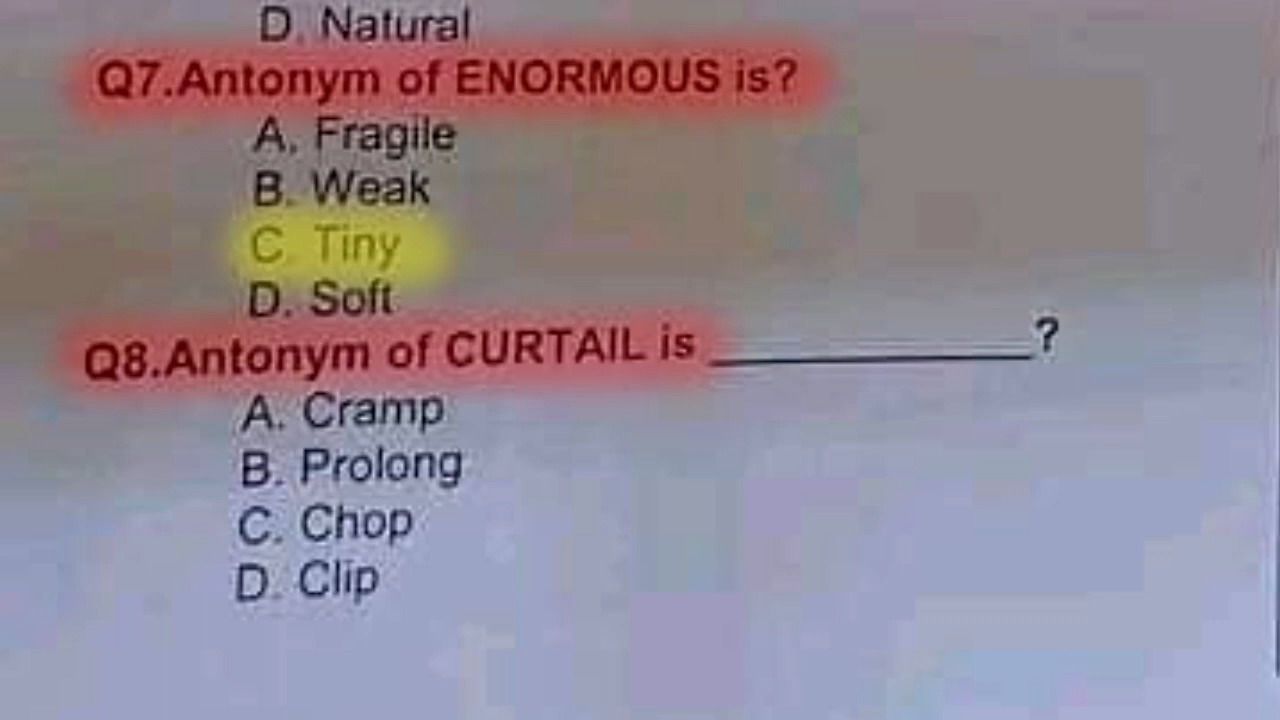 D. Natural
Q7.Antonym of ENORMOUS is?
A. Fragile
B. Weak
C. Tiny
D. Soft
Q8.Antonym of CURTAIL is __________?
A. Cramp
B. Prolong
C. Chop
D. Clip